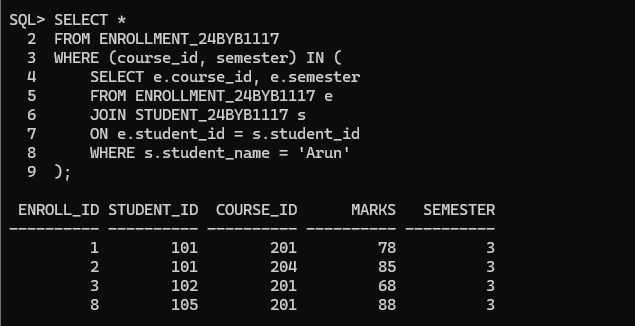 SQL> SELECT *
  2  FROM ENROLLMENT_24BYB1117
  3  WHERE (course_id, semester) IN (
  4      SELECT e.course_id, e.semester
  5      FROM ENROLLMENT_24BYB1117 e
  6      JOIN STUDENT_24BYB1117 s
  7      ON e.student_id = s.student_id
  8      WHERE s.student_name = 'Arun'
  9  );

 ENROLL_ID STUDENT_ID  COURSE_ID      MARKS   SEMESTER
---------- ---------- ---------- ---------- ----------
         1        101        201         78          3
         2        101        204         85          3
         3        102        201         68          3
         8        105        201         88          3